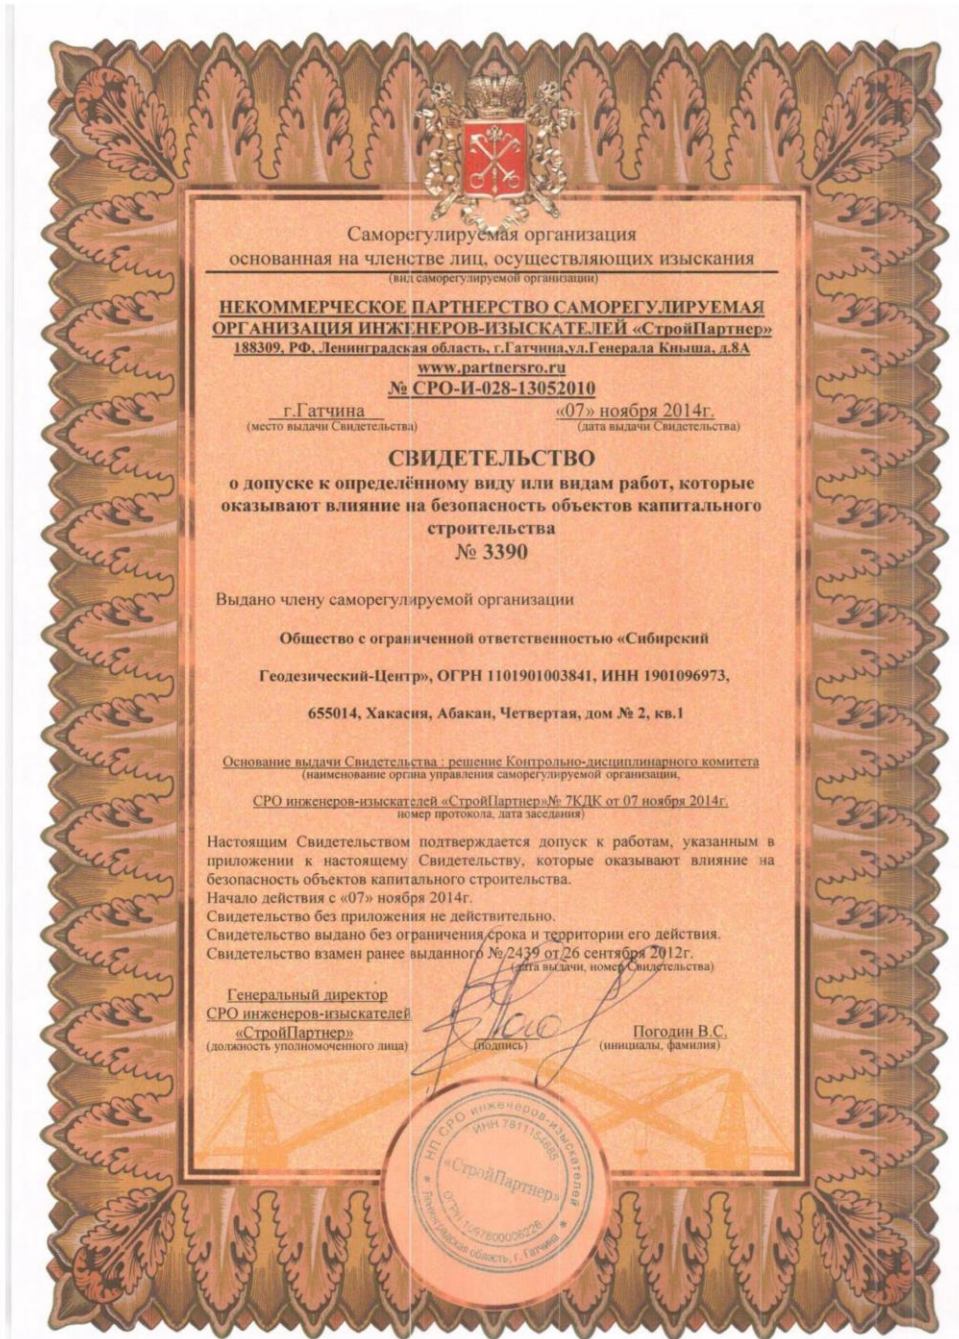 Саморегулируемая организация
основанная на членстве лиц, осуществляющих изыскания
(вид саморегулируемой организации)
НЕКОММЕРЧЕСКОЕ ПАРТНЕРСТВО САМОРЕГУЛИРУЕМАЯ
ОРГАНИЗАЦИЯ ИНЖЕНЕРОВ-ИЗЫСКАТЕЛЕЙ «СтройПартнер»
188309, РФ, Ленинградская область, г.Гатчина,ул.Генерала Кныша, д.8А
www.partnersro.ru
№ СРО-И-028-13052010
г.Гатчина «07» ноября 2014г.
(место выдачи Свидетельства) (дата выдачи Свидетельства)
СВИДЕТЕЛЬСТВО
о допуске к определённому виду или видам работ, которые
оказывают влияние на безопасность объектов капитального
строительства
№ 3390
Выдано члену саморегулируемой организации
Общество с ограниченной ответственностью «Сибирский
Геодезический-Центр», ОГРН 1101901003841, ИНН 1901096973,
655014, Хакасия, Абакан, Четвертая, дом № 2, кв.1
Основание выдачи Свидетельства : решение Контрольно-дисциплинарного комитета
(наименование органа управления саморегулируемой организации,
СРО инженеров-изыскателей «СтройПартнер»№ 7КДК от 07 ноября 2014г.
номер протокола, дата заседания)
Настоящим Свидетельством подтверждается допуск к работам, указанным в
приложении к настоящему Свидетельству, которые оказывают влияние на
безопасность объектов капитального строительства.
Начало действия с «07» ноября 2014г.
Свидетельство без приложения не действительно.
Свидетельство выдано без ограничения срока и территории его действия.
Свидетельство взамен ранее выданного № 2439 от 26 сентября 2012г.
(дата выдачи, номер Свидетельства)
Генеральный директор
СРО инженеров-изыскателей
«СтройПартнер» Погодин В.С.
(должность уполномоченного лица) (подпись) (инициалы, фамилия)
НП СРО инженеров-изыскателей
ИНН 7811154685
«СтройПартнер»
ОГРН 1097800006226
Ленинградская область, г. Гатчина